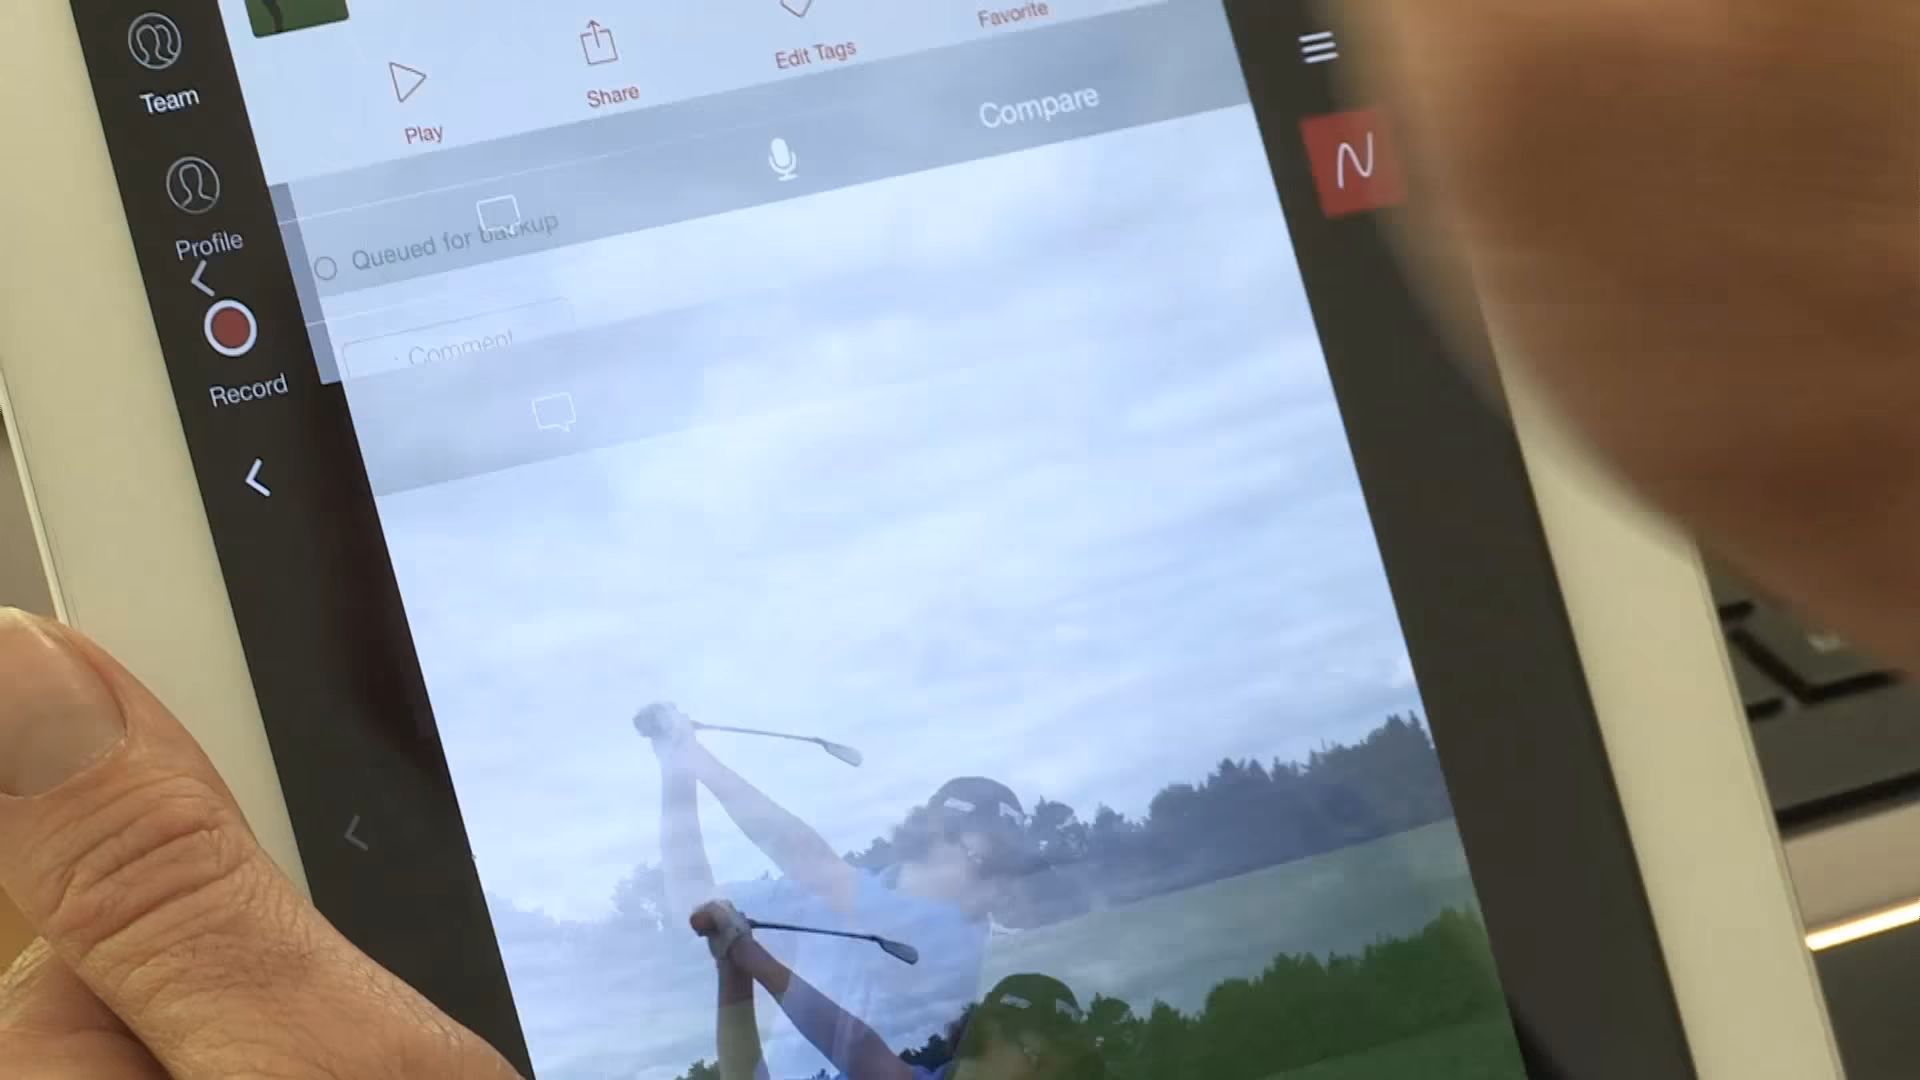 Team
Profile
Record
Play
Share
Edit Tags
Favorite
Compare
Queued for backup
Comment
N